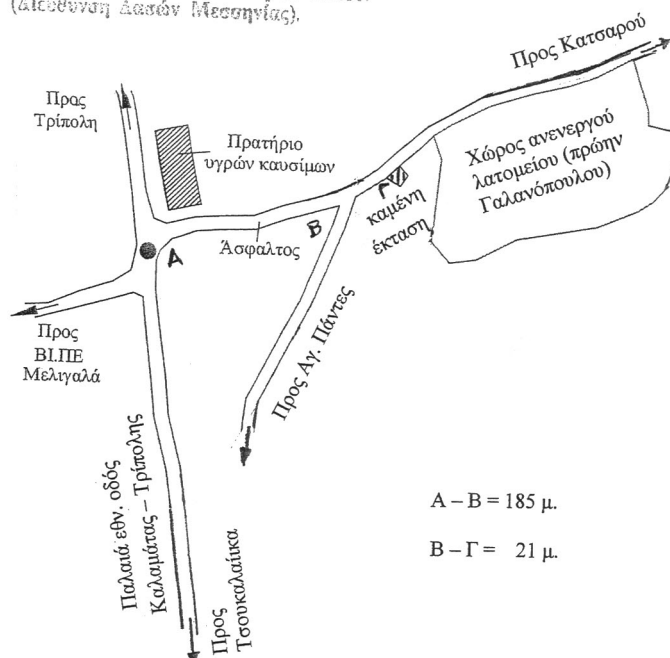 (Διεύθυνση Δασών Μεσσηνίας).
Προς Κατσαρού
Προς
Τρίπολη
Πρατήριο
υγρών καυσίμων
Χώρος ανενεργού
λατομείου (πρώην
Γαλανόπουλου)
Γ
καμένη
έκταση
Β
Άσφαλτος
Α
Προς
ΒΙ.ΠΕ
Μελιγαλά
Προς Αγ. Πάντες
Παλαιά εθν. οδός
Καλαμάτας – Τρίπολης
Α – Β = 185 μ.
Β – Γ = 21 μ.
Προς
Τσουκαλαίικα